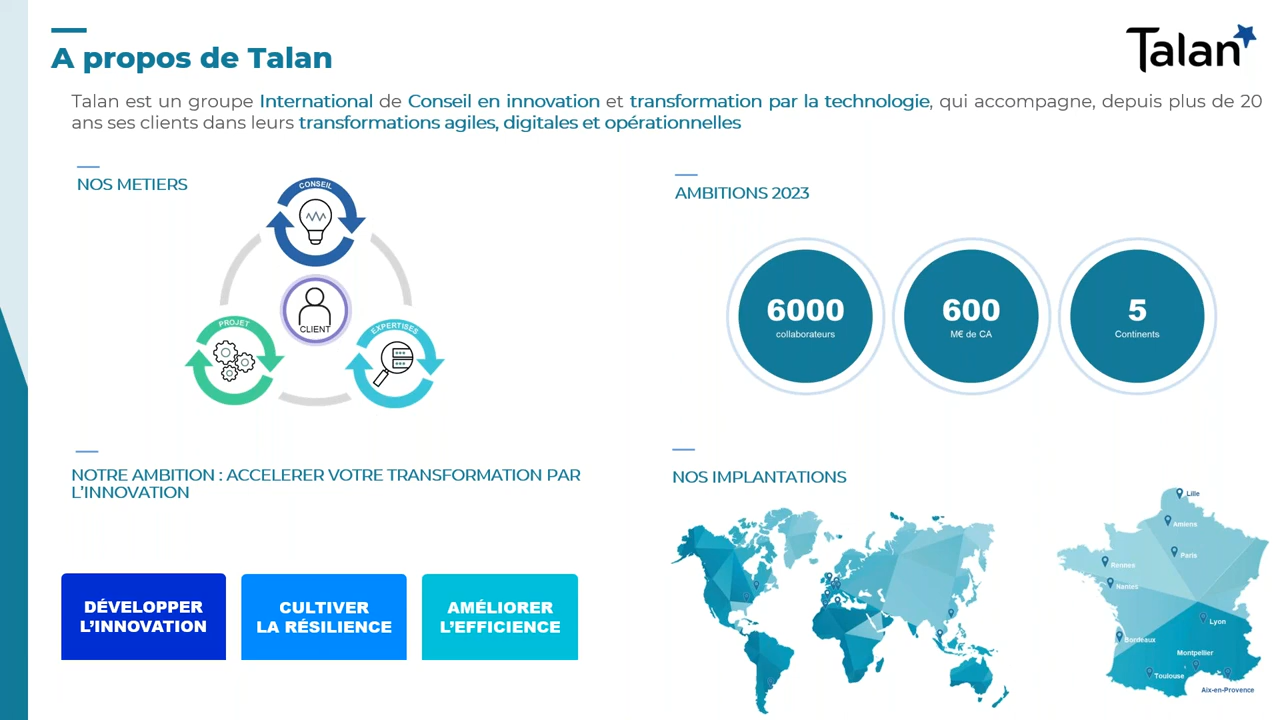 A propos de Talan
Talan
Talan est un groupe International de Conseil en innovation et transformation par la technologie, qui accompagne, depuis plus de 20
ans ses clients dans leurs transformations agiles, digitales et opérationnelles
NOS METIERS
CONSEIL
CLIENT
PROJET
EXPERTISES
AMBITIONS 2023
6000
collaborateurs
600
M€ de CA
5
Continents
NOTRE AMBITION : ACCELERER VOTRE TRANSFORMATION PAR
L'INNOVATION
DÉVELOPPER
L'INNOVATION
CULTIVER
LA RÉSILIENCE
AMÉLIORER
L'EFFICIENCE
NOS IMPLANTATIONS
Lille
Amiens
Paris
Rennes
Nantes
Lyon
Bordeaux
Montpellier
Toulouse
Aix-en-Provence